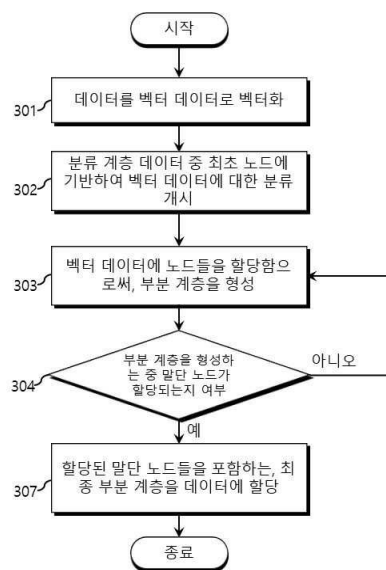 시작
301
데이터를 벡터 데이터로 벡터화
302
분류 계층 데이터 중 최초 노드에
기반하여 벡터 데이터에 대한 분류
개시
303
벡터 데이터에 노드들을 할당함으
로써, 부분 계층을 형성
304
부분 계층을 형성하
는 중 말단 노드가
할당되는지 여부
아니오
예
307
할당된 말단 노드들을 포함하는, 최
종 부분 계층을 데이터에 할당
종료